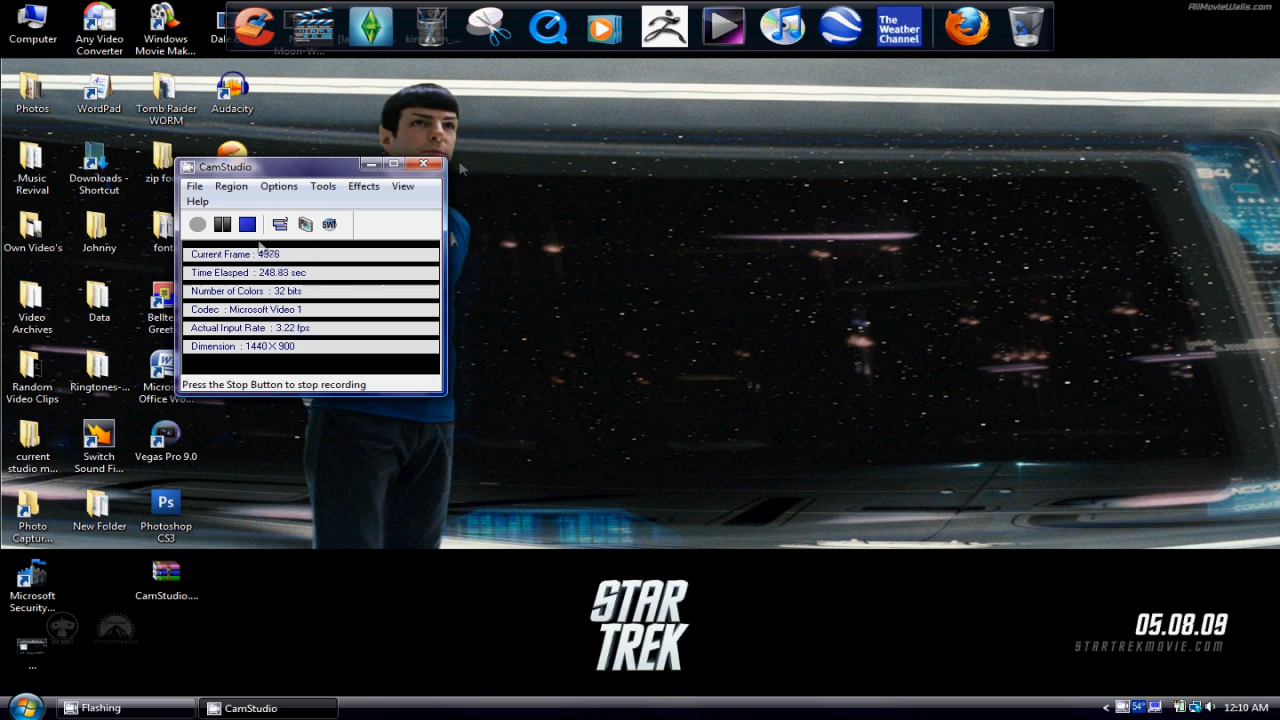 AllMovieWalls.com
Computer
Any Video
Converter
Windows
Movie Mak...
The
Weather
Channel
Photos
WordPad
Tomb Raider
WORM
Audacity
Music
Revival
Downloads -
Shortcut
Own Video's
Johnny
Video
Archives
Data
Random
Video Clips
Ringtones-...
current
studio m...
Switch
Sound Fi...
Vegas Pro 9.0
Photo
Captur...
New Folder
Ps
Photoshop
CS3
Microsoft
Security...
CamStudio....
...
CamStudio
File Region Options Tools Effects View
Help
SWF
Current Frame : 4976
Time Elasped : 248.83 sec
Number of Colors : 32 bits
Codec : Microsoft Video 1
Actual Input Rate : 3.22 fps
Dimension : 1440 X 900
Press the Stop Button to stop recording
STAR
TREK
05.08.09
STARTREKMOVIE.COM
Flashing
CamStudio
54°
12:10 AM